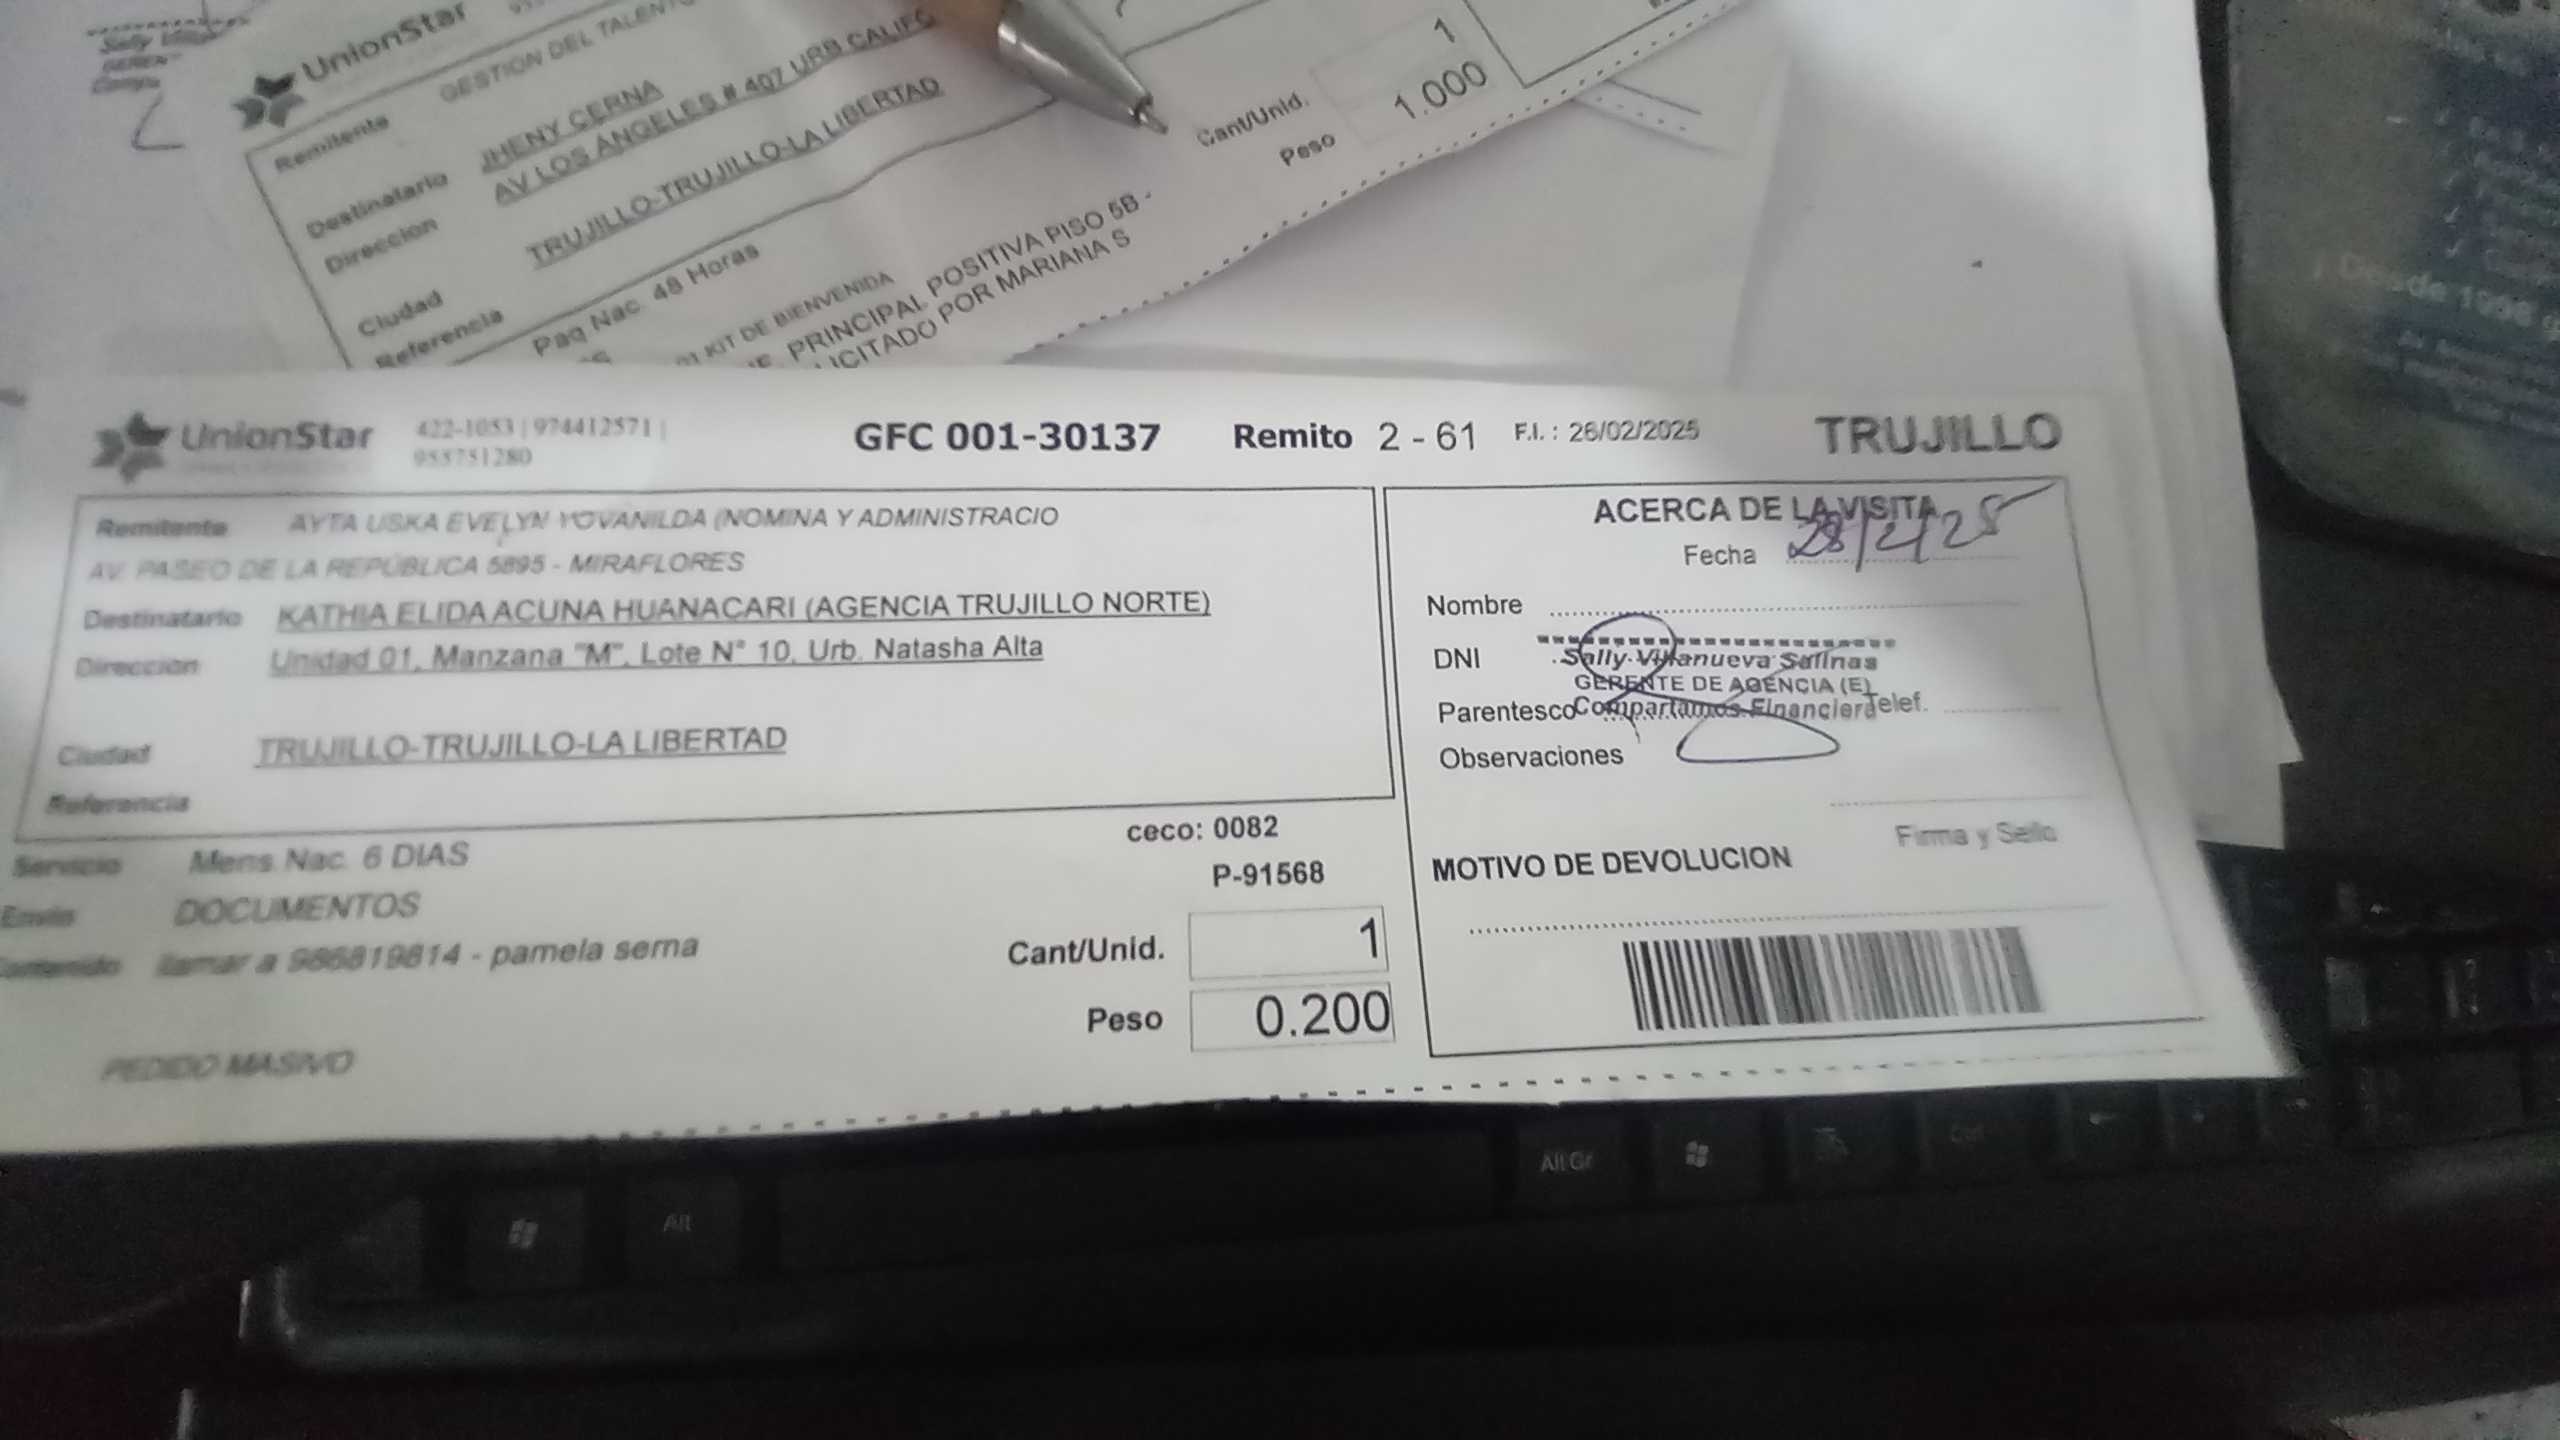 UnionStar
Remitente GESTION DEL TALENTO
Destinatario JHENY CERNA
Direccion AV LOS ÁNGELES # 407 URB CALIFO
Ciudad TRUJILLO-TRUJILLO-LA LIBERTAD
Referencia
Paq Nac. 48 Horas
KIT DE BIENVENIDA
PRINCIPAL POSITIVA PISO 5B -
ICITADO POR MARIANA S
Cant/Unid. 1
Peso 1.000
UnionStar 422-1053 | 974412571 |
955751280
GFC 001-30137 Remito 2 - 61 F.I. : 26/02/2025 TRUJILLO
Remitente AYTA USKA EVELYN YOVANILDA (NOMINA Y ADMINISTRACIO
AV. PASEO DE LA REPÚBLICA 5895 - MIRAFLORES
Destinatario KATHIA ELIDA ACUNA HUANACARI (AGENCIA TRUJILLO NORTE)
Direccion Unidad 01, Manzana "M", Lote N° 10, Urb. Natasha Alta
Ciudad TRUJILLO-TRUJILLO-LA LIBERTAD
Referencia
Servicio Mens Nac. 6 DIAS
Envio DOCUMENTOS
Contenido llamar a 986819814 - pamela serna
PEDIDO MASIVO
ceco: 0082
P-91568
Cant/Unid. 1
Peso 0.200
ACERCA DE LA VISITA
Fecha 28/2/25
Nombre
DNI Sally Villanueva Salinas
GERENTE DE AGENCIA (E)
Parentesco Compartamos Financiera Telef.
Observaciones
Firma y Sello
MOTIVO DE DEVOLUCION
Alt
Alt Gr